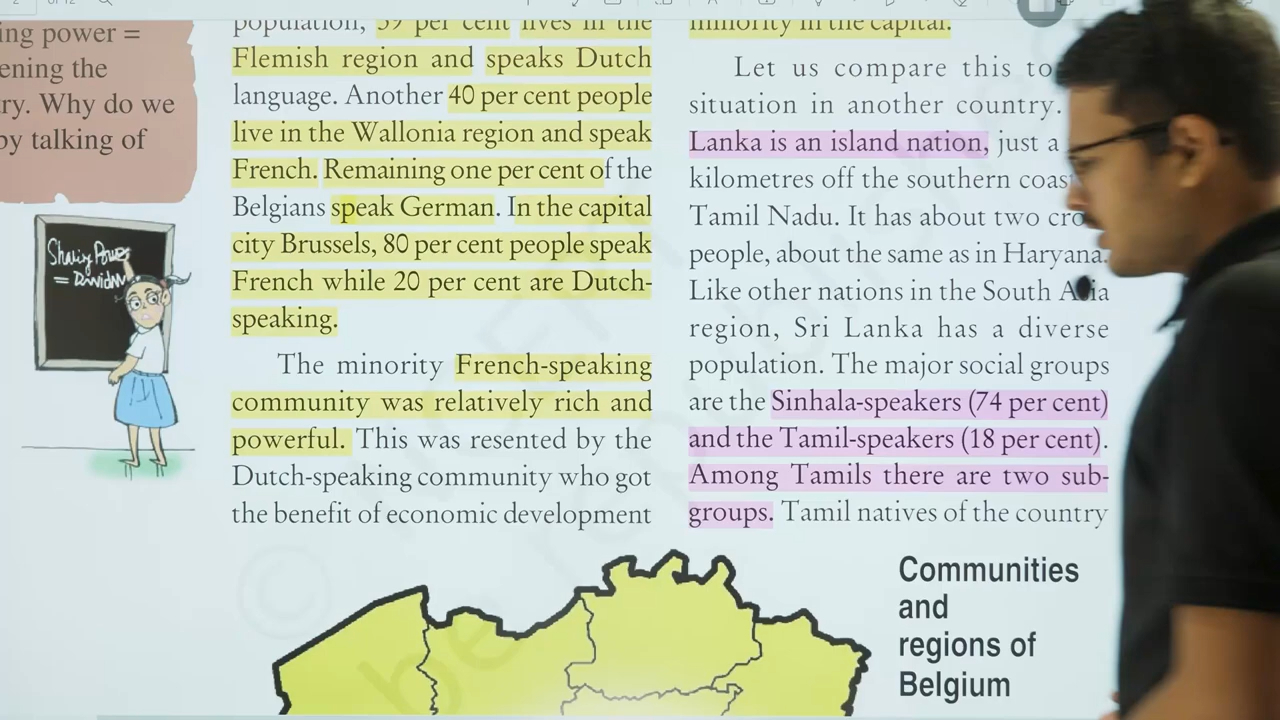 ing power =
ening the
ry. Why do we
by talking of
Sharing Power
population, 59 per cent lives in the
Flemish region and speaks Dutch
language. Another 40 per cent people
live in the Wallonia region and speak
French. Remaining one per cent of the
Belgians speak German. In the capital
city Brussels, 80 per cent people speak
French while 20 per cent are Dutch-
speaking.
The minority French-speaking
community was relatively rich and
powerful. This was resented by the
Dutch-speaking community who got
the benefit of economic development
minority in the capital.
Let us compare this to
situation in another country.
Lanka is an island nation, just a
kilometres off the southern coas
Tamil Nadu. It has about two cro
people, about the same as in Haryana.
Like other nations in the South Asia
region, Sri Lanka has a diverse
population. The major social groups
are the Sinhala-speakers (74 per cent)
and the Tamil-speakers (18 per cent).
Among Tamils there are two sub-
groups. Tamil natives of the country
Communities
and
regions of
Belgium